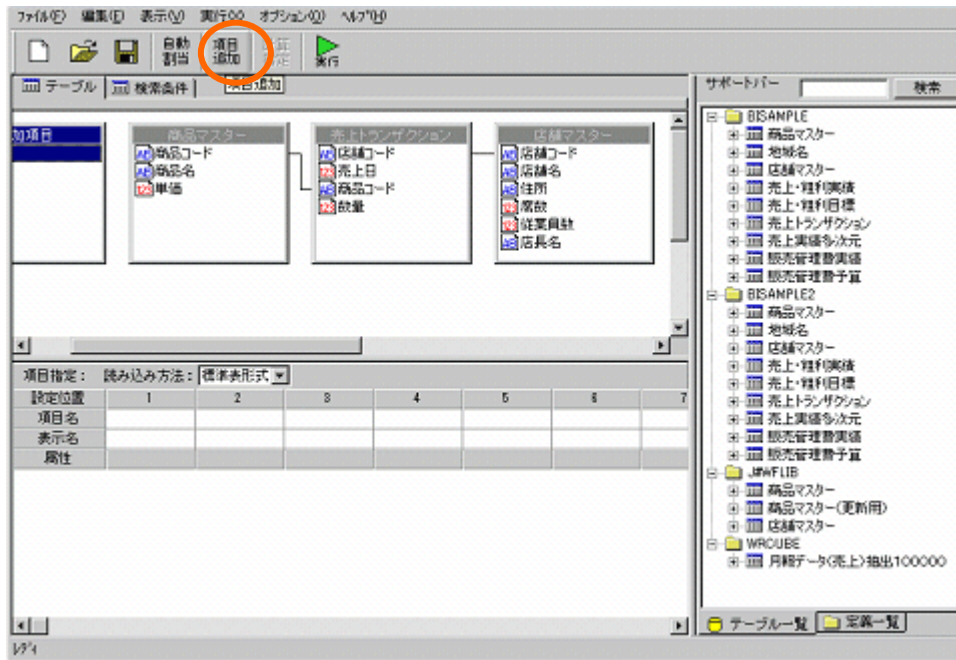 ファイル(F) 編集(E) 表示(V) 実行(X) オプション(O) ヘルプ(H)
自動割当 項目追加 実行
テーブル 検索条件 項目追加
サポートバー 検索
加項目
商品マスター
商品コード
商品名
単価
売上トランザクション
店舗コード
売上日
商品コード
数量
店舗マスター
店舗コード
店舗名
住所
席数
従業員数
店長名
項目指定: 読み込み方法: 標準表形式
設定位置 1 2 3 4 5 6 7
項目名
表示名
属性
BISAMPLE
商品マスター
地域名
店舗マスター
売上・粗利実績
売上・粗利目標
売上トランザクション
売上実績多次元
販売管理費実績
販売管理費予算
BISAMPLE2
商品マスター
地域名
店舗マスター
売上・粗利実績
売上・粗利目標
売上トランザクション
売上実績多次元
販売管理費実績
販売管理費予算
J#WFLIB
商品マスター
商品マスター(更新用)
店舗マスター
WRCUBE
月報データ(売上)抽出100000
テーブル一覧 定義一覧
レディ